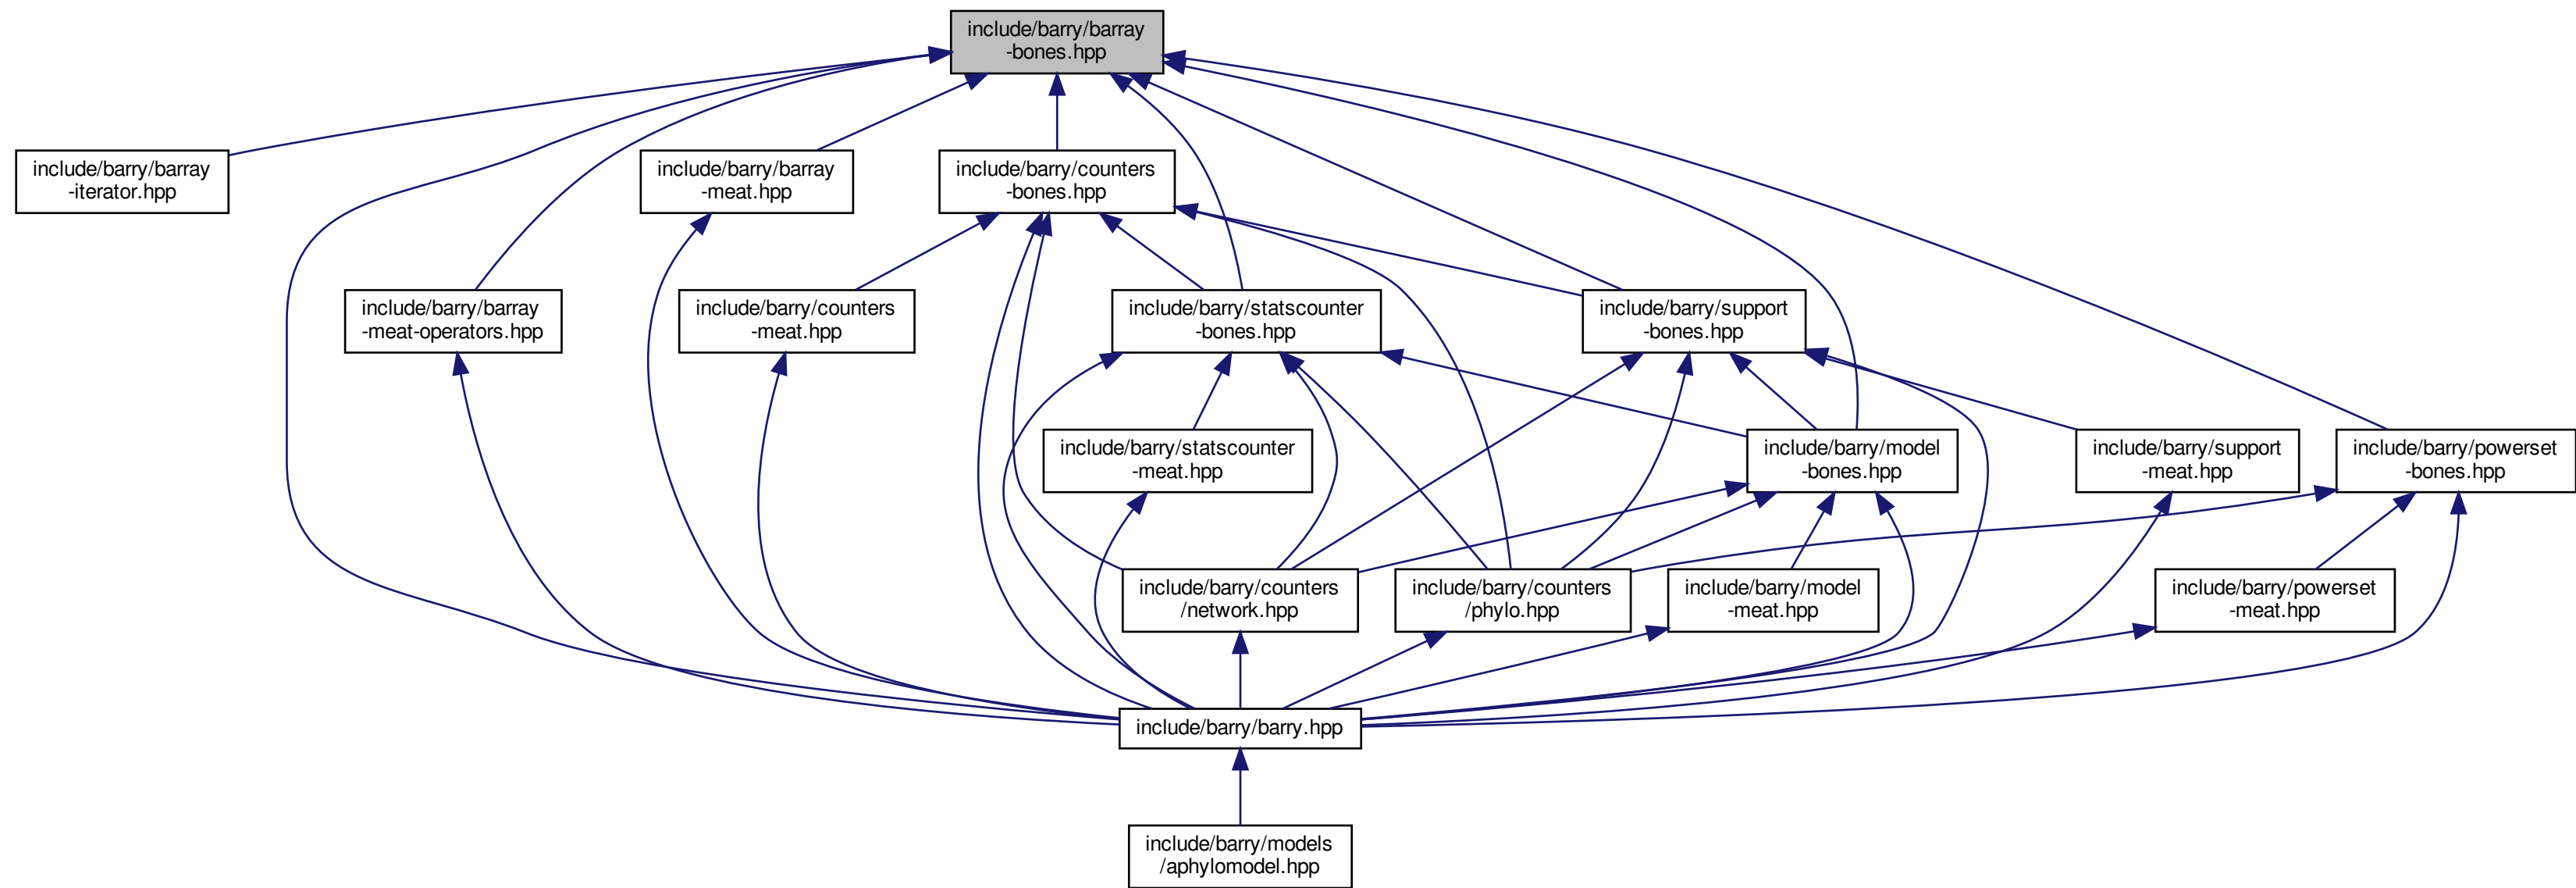 include/barry/barray
-bones.hpp
include/barry/barray
-iterator.hpp
include/barry/barray
-meat.hpp
include/barry/counters
-bones.hpp
include/barry/barray
-meat-operators.hpp
include/barry/counters
-meat.hpp
include/barry/statscounter
-bones.hpp
include/barry/support
-bones.hpp
include/barry/statscounter
-meat.hpp
include/barry/model
-bones.hpp
include/barry/support
-meat.hpp
include/barry/powerset
-bones.hpp
include/barry/counters
/network.hpp
include/barry/counters
/phylo.hpp
include/barry/model
-meat.hpp
include/barry/powerset
-meat.hpp
include/barry/barry.hpp
include/barry/models
/aphylomodel.hpp